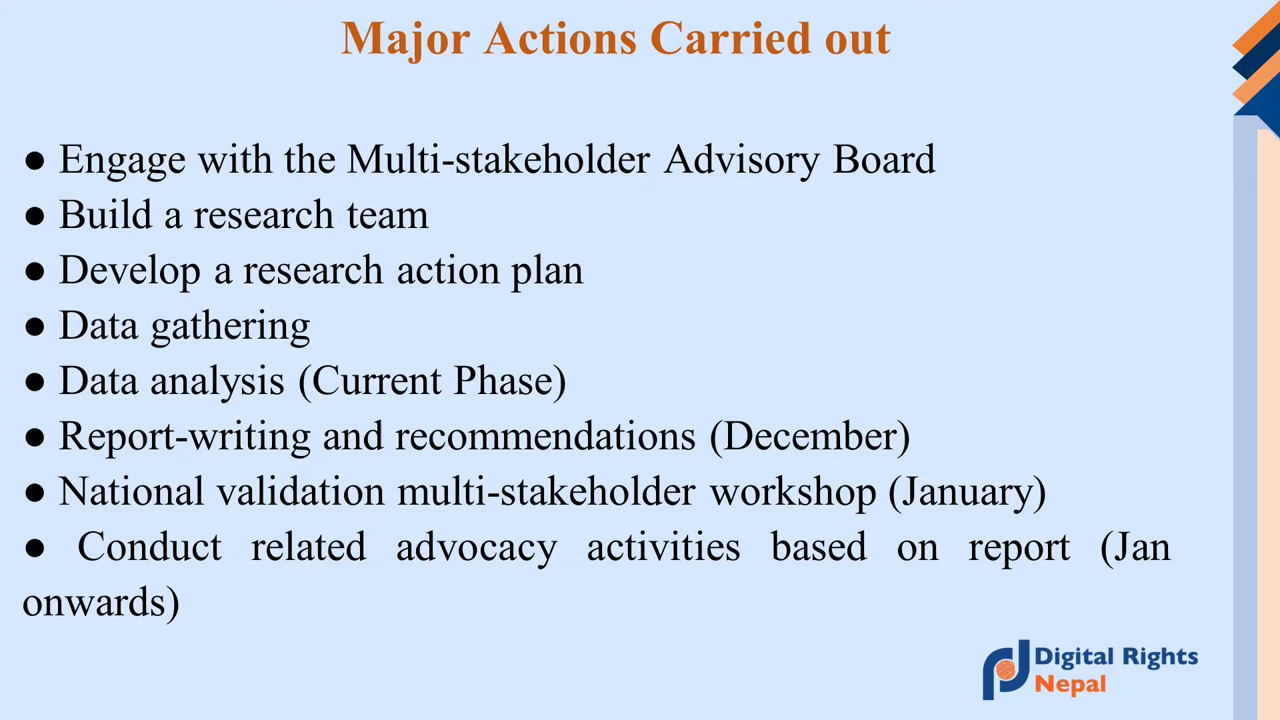 Major Actions Carried out
● Engage with the Multi-stakeholder Advisory Board
● Build a research team
● Develop a research action plan
● Data gathering
● Data analysis (Current Phase)
● Report-writing and recommendations (December)
● National validation multi-stakeholder workshop (January)
● Conduct related advocacy activities based on report (Jan
onwards)
Digital Rights
Nepal